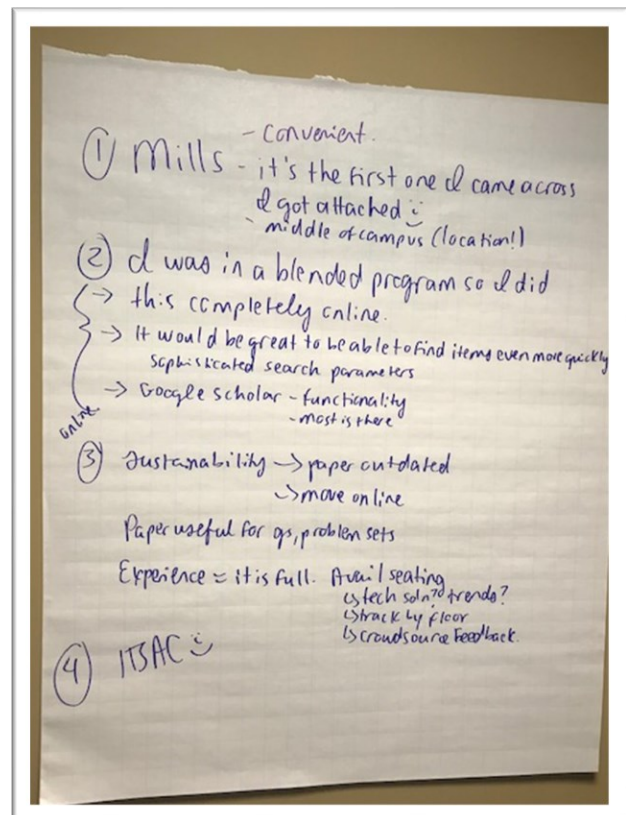 - Convenient.
① Mills - it's the first one I came across
I got attached :)
- middle of campus (location!)
② I was in a blended program so I did
→ this completely online.
→ It would be great to be able to find items even more quickly
sophisticated search parameters
→ Google scholar - functionality
- most is there
online
③ Sustainability → paper outdated
↳ move online
Paper useful for qs, problem sets
Experience = it is full. Avail seating
↳ tech soln? trends?
↳ track by floor
↳ crowdsource feedback.
④ ITSAC :)